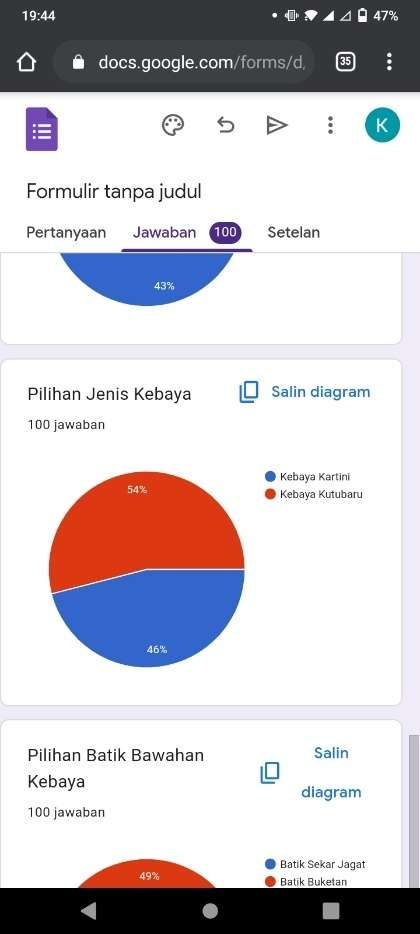 19:44
47%
docs.google.com/forms/d,
35
K
Formulir tanpa judul
Pertanyaan
Jawaban 100
Setelan
43%
Pilihan Jenis Kebaya
Salin diagram
100 jawaban
54%
46%
Kebaya Kartini
Kebaya Kutubaru
Pilihan Batik Bawahan
Kebaya
Salin
diagram
100 jawaban
49%
Batik Sekar Jagat
Batik Buketan